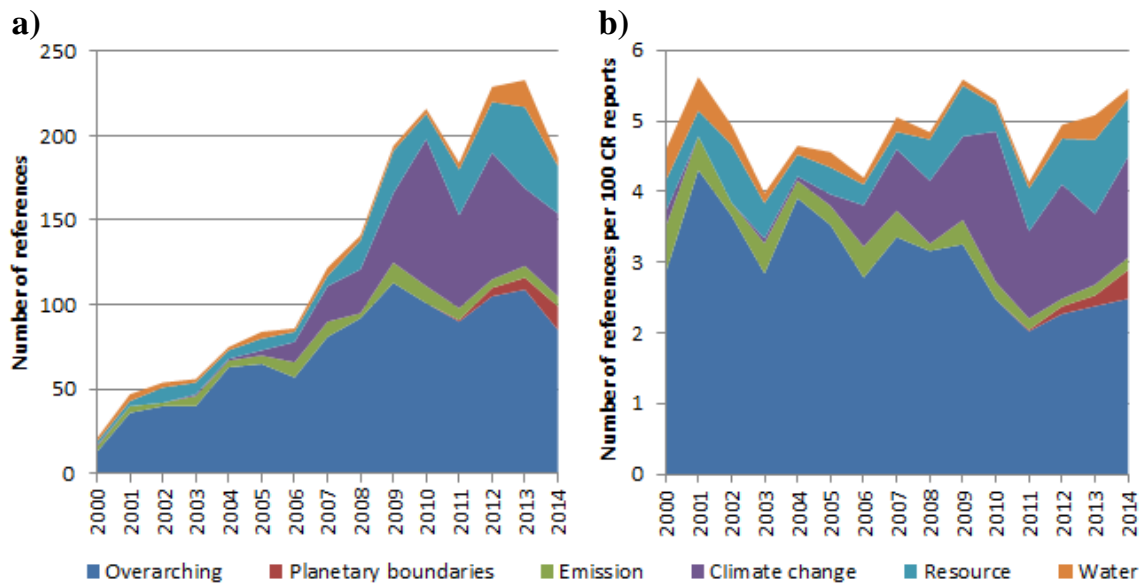 a)
b)
Number of references
250
200
150
100
50
0
2000 2001 2002 2003 2004 2005 2006 2007 2008 2009 2010 2011 2012 2013 2014
Number of references per 100 CR reports
6
5
4
3
2
1
0
2000 2001 2002 2003 2004 2005 2006 2007 2008 2009 2010 2011 2012 2013 2014
Overarching Planetary boundaries Emission Climate change Resource Water